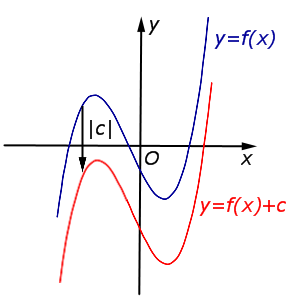 y
y=f(x)
|c|
O
x
y=f(x)+c